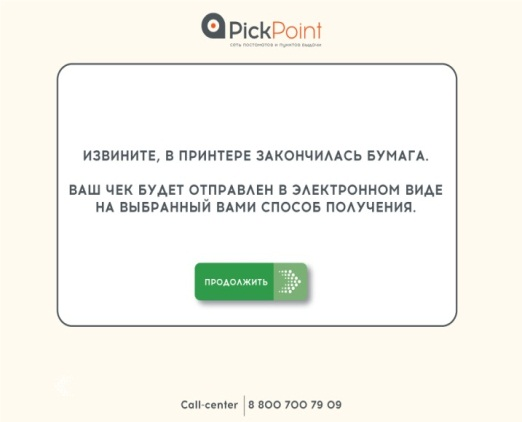 PickPoint
сеть постаматов и пунктов выдачи
ИЗВИНИТЕ, В ПРИНТЕРЕ ЗАКОНЧИЛАСЬ БУМАГА.
ВАШ ЧЕК БУДЕТ ОТПРАВЛЕН В ЭЛЕКТРОННОМ ВИДЕ
НА ВЫБРАННЫЙ ВАМИ СПОСОБ ПОЛУЧЕНИЯ.
ПРОДОЛЖИТЬ
Call-center 8 800 700 79 09